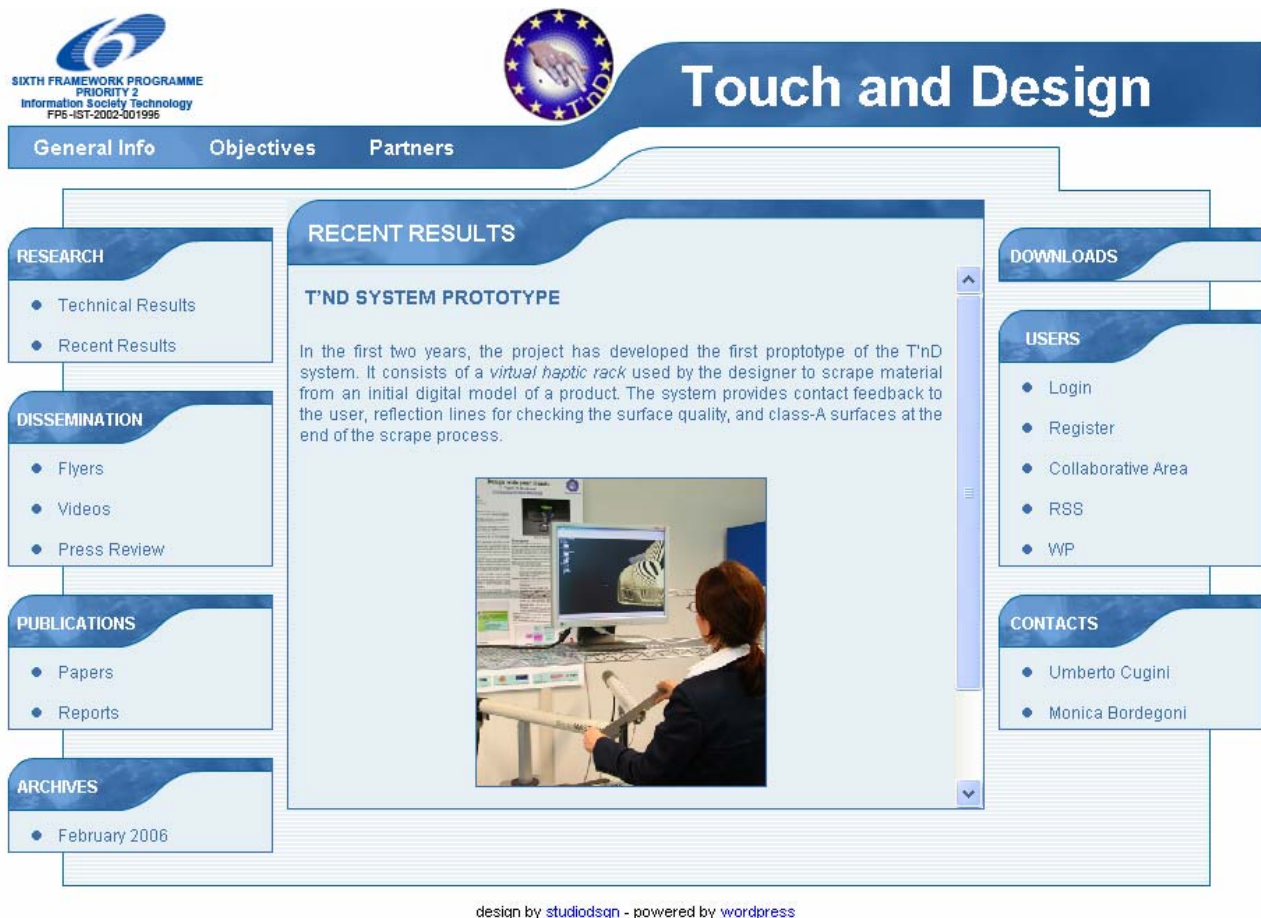 SIXTH FRAMEWORK PROGRAMME
PRIORITY 2
Information Society Technology
FP6-IST-2002-001996
T'nD
Touch and Design
General Info Objectives Partners
RESEARCH
Technical Results
Recent Results
DISSEMINATION
Flyers
Videos
Press Review
PUBLICATIONS
Papers
Reports
ARCHIVES
February 2006
RECENT RESULTS
T'ND SYSTEM PROTOTYPE
In the first two years, the project has developed the first proptotype of the T'nD
system. It consists of a virtual haptic rack used by the designer to scrape material
from an initial digital model of a product. The system provides contact feedback to
the user, reflection lines for checking the surface quality, and class-A surfaces at the
end of the scrape process.
DOWNLOADS
USERS
Login
Register
Collaborative Area
RSS
WP
CONTACTS
Umberto Cugini
Monica Bordegoni
design by studiodsgn - powered by wordpress